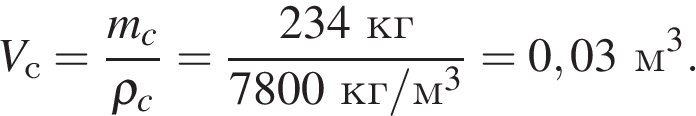 V_с = m_c / ρ_c = 234 кг / 7800 кг/м³ = 0,03 м³.